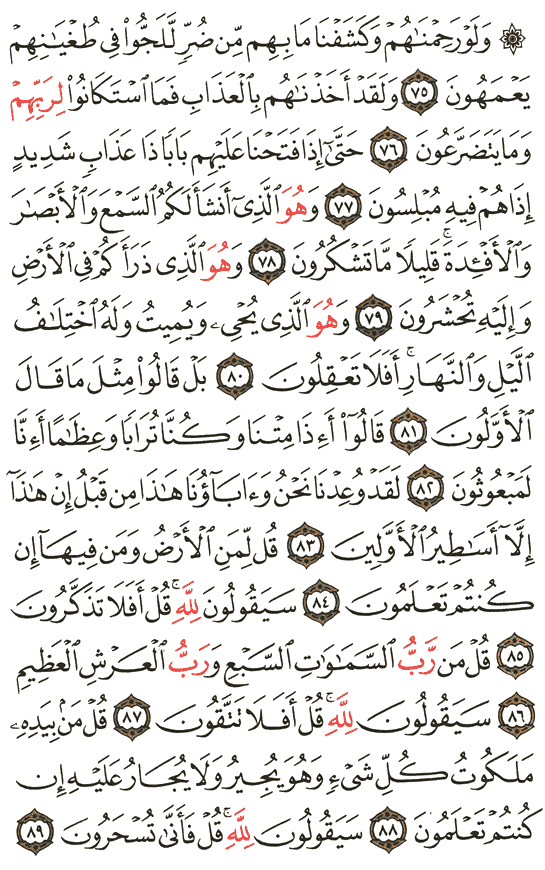 ۞ وَلَوْ رَحِمْنَٰهُمْ وَكَشَفْنَا مَا بِهِم مِّن ضُرٍّ لَّلَجُّوا۟ فِى طُغْيَٰنِهِمْ
يَعْمَهُونَ ٧٥ وَلَقَدْ أَخَذْنَٰهُم بِٱلْعَذَابِ فَمَا ٱسْتَكَانُوا۟ لِرَبِّهِمْ
وَمَا يَتَضَرَّعُونَ ٧٦ حَتَّىٰٓ إِذَا فَتَحْنَا عَلَيْهِم بَابًا ذَا عَذَابٍ شَدِيدٍ
إِذَا هُمْ فِيهِ مُبْلِسُونَ ٧٧ وَهُوَ ٱلَّذِىٓ أَنشَأَ لَكُمُ ٱلسَّمْعَ وَٱلْأَبْصَٰرَ
وَٱلْأَفْـِٔدَةَ ۚ قَلِيلًا مَّا تَشْكُرُونَ ٧٨ وَهُوَ ٱلَّذِى ذَرَأَكُمْ فِى ٱلْأَرْضِ
وَإِلَيْهِ تُحْشَرُونَ ٧٩ وَهُوَ ٱلَّذِى يُحْىِۦ وَيُمِيتُ وَلَهُ ٱخْتِلَٰفُ
ٱلَّيْلِ وَٱلنَّهَارِ ۚ أَفَلَا تَعْقِلُونَ ٨٠ بَلْ قَالُوا۟ مِثْلَ مَا قَالَ
ٱلْأَوَّلُونَ ٨١ قَالُوٓا۟ أَءِذَا مِتْنَا وَكُنَّا تُرَابًا وَعِظَٰمًا أَءِنَّا
لَمَبْعُوثُونَ ٨٢ لَقَدْ وُعِدْنَا نَحْنُ وَءَابَآؤُنَا هَٰذَا مِن قَبْلُ إِنْ هَٰذَآ
إِلَّآ أَسَٰطِيرُ ٱلْأَوَّلِينَ ٨٣ قُل لِّمَنِ ٱلْأَرْضُ وَمَن فِيهَآ إِن
كُنتُمْ تَعْلَمُونَ ٨٤ سَيَقُولُونَ لِلَّهِ ۚ قُلْ أَفَلَا تَذَكَّرُونَ
٨٥ قُلْ مَن رَّبُّ ٱلسَّمَٰوَٰتِ ٱلسَّبْعِ وَرَبُّ ٱلْعَرْشِ ٱلْعَظِيمِ
٨٦ سَيَقُولُونَ لِلَّهِ ۚ قُلْ أَفَلَا تَتَّقُونَ ٨٧ قُلْ مَنۢ بِيَدِهِۦ
مَلَكُوتُ كُلِّ شَىْءٍ وَهُوَ يُجِيرُ وَلَا يُجَارُ عَلَيْهِ إِن
كُنتُمْ تَعْلَمُونَ ٨٨ سَيَقُولُونَ لِلَّهِ ۚ قُلْ فَأَنَّىٰ تُسْحَرُونَ ٨٩